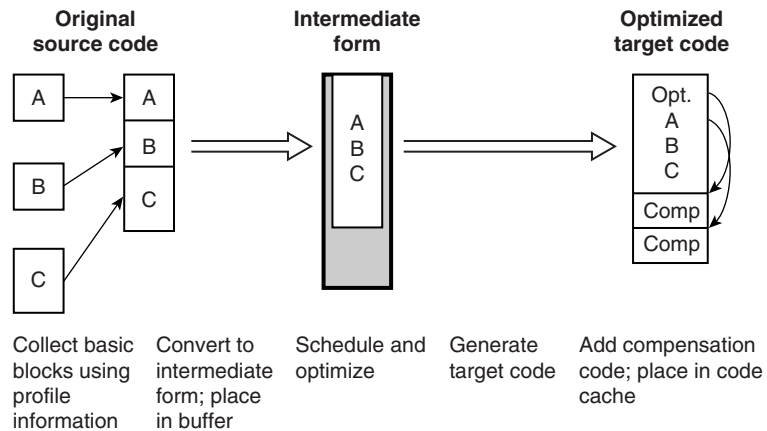 Original
source code
Intermediate
form
Optimized
target code
A
A
B
B
C
C
A
B
C
Opt.
A
B
C
Comp
Comp
Collect basic
blocks using
profile
information
Convert to
intermediate
form; place
in buffer
Schedule and
optimize
Generate
target code
Add compensation
code; place in code
cache